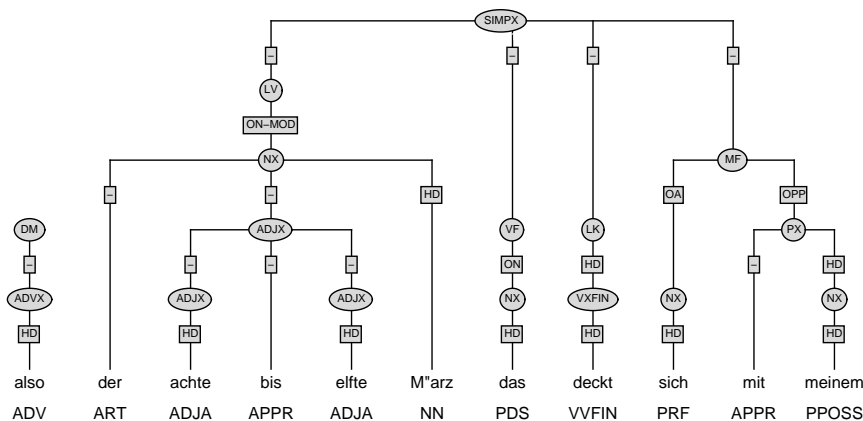 SIMPX
– – – –
LV
ON–MOD
NX MF
– – HD OA OPP
DM ADJX VF LK PX
– – – – ON HD – HD
ADVX ADJX ADJX NX VXFIN NX NX
HD HD HD HD HD HD HD
also der achte bis elfte M"arz das deckt sich mit meinem
ADV ART ADJA APPR ADJA NN PDS VVFIN PRF APPR PPOSS